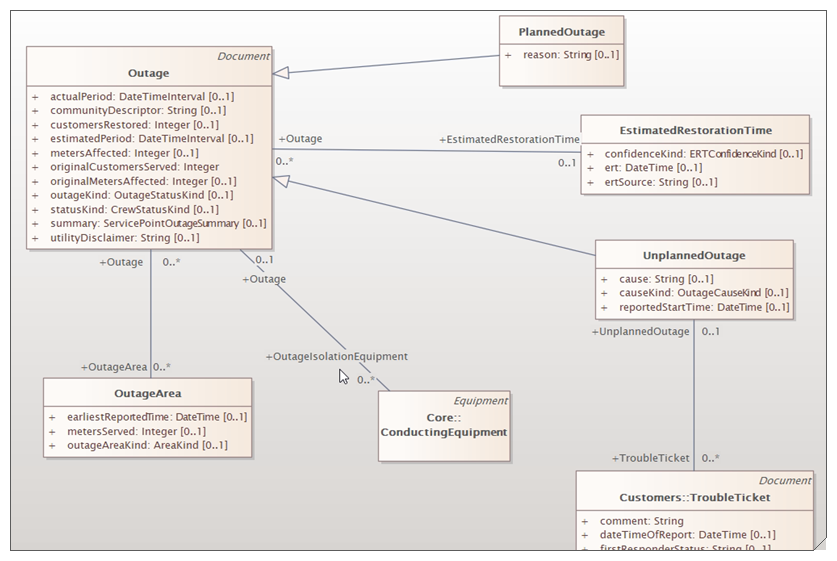 PlannedOutage
+ reason: String [0..1]
Document
Outage
+ actualPeriod: DateTimeInterval [0..1]
+ communityDescriptor: String [0..1]
+ customersRestored: Integer [0..1]
+ estimatedPeriod: DateTimeInterval [0..1]
+ metersAffected: Integer [0..1]
+ originalCustomersServed: Integer
+ originalMetersAffected: Integer [0..1]
+ outageKind: OutageStatusKind [0..1]
+ statusKind: CrewStatusKind [0..1]
+ summary: ServicePointOutageSummary [0..1]
+ utilityDisclaimer: String [0..1]
+Outage
0..*
+EstimatedRestorationTime
0..1
EstimatedRestorationTime
+ confidenceKind: ERTConfidenceKind [0..1]
+ ert: DateTime [0..1]
+ ertSource: String [0..1]
UnplannedOutage
+ cause: String [0..1]
+ causeKind: OutageCauseKind [0..1]
+ reportedStartTime: DateTime [0..1]
+Outage 0..*
0..1
+Outage
+UnplannedOutage 0..1
+OutageIsolationEquipment
0..*
+OutageArea 0..*
OutageArea
+ earliestReportedTime: DateTime [0..1]
+ metersServed: Integer [0..1]
+ outageAreaKind: AreaKind [0..1]
Equipment
Core::
ConductingEquipment
+TroubleTicket 0..*
Document
Customers::TroubleTicket
+ comment: String
+ dateTimeOfReport: DateTime [0..1]
+ firstResponderStatus: String [0..1]